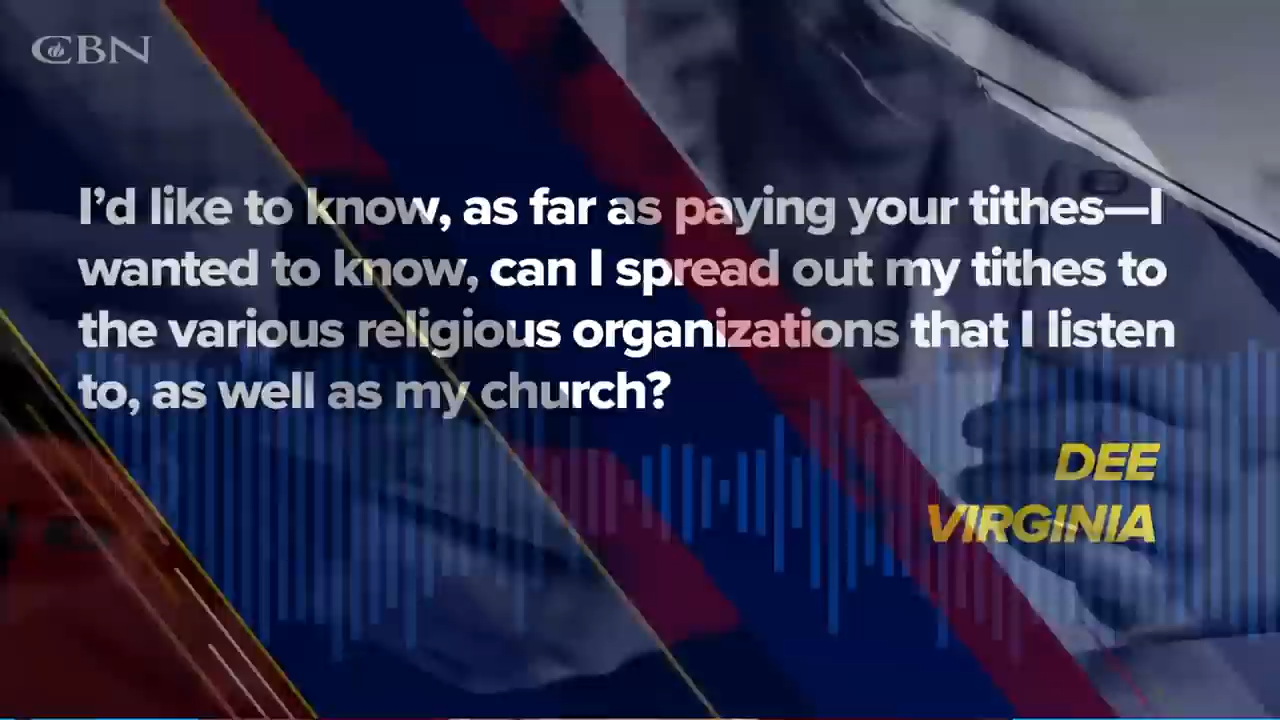 CBN
I’d like to know, as far as paying your tithes—I
wanted to know, can I spread out my tithes to
the various religious organizations that I listen
to, as well as my church?
DEE
VIRGINIA